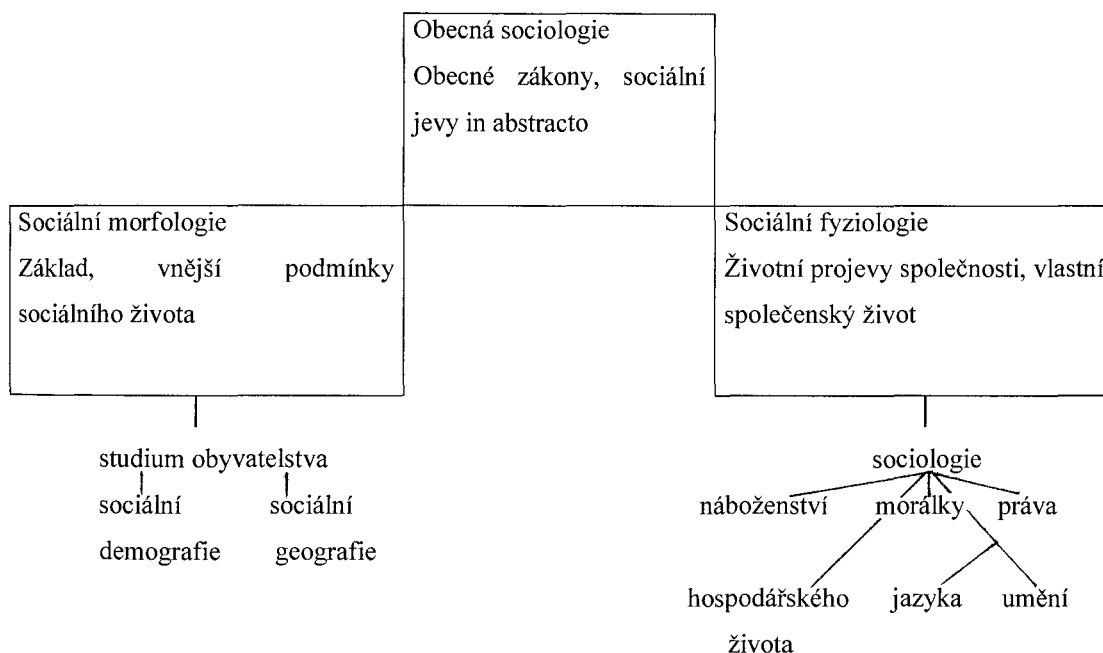 Obecná sociologie
Obecné zákony, sociální
jevy in abstracto
Sociální morfologie
Základ, vnější podmínky
sociálního života
Sociální fyziologie
Životní projevy společnosti, vlastní
společenský život
studium obyvatelstva
sociální sociální
demografie geografie
sociologie
náboženství morálky práva
hospodářského jazyka umění
života